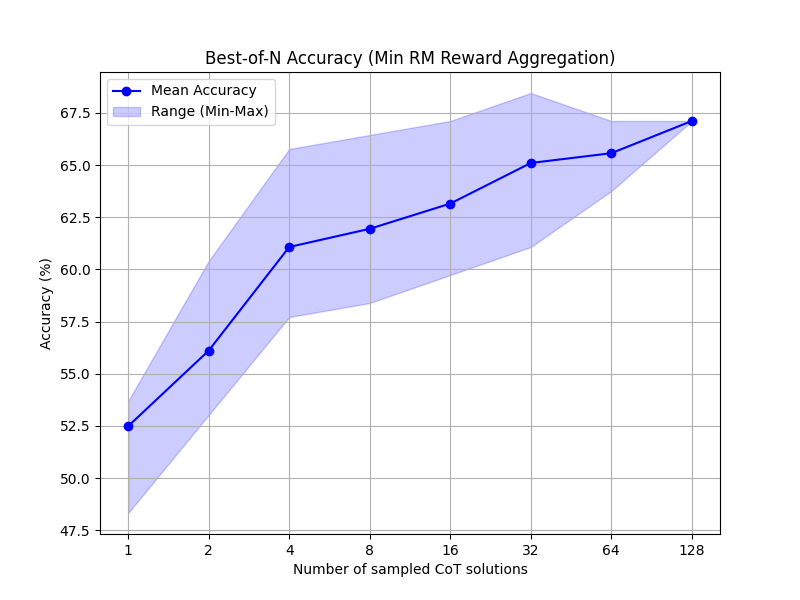 Best-of-N Accuracy (Min RM Reward Aggregation)
Mean Accuracy
Range (Min-Max)
67.5
65.0
62.5
60.0
57.5
55.0
52.5
50.0
47.5
Accuracy (%)
1 2 4 8 16 32 64 128
Number of sampled CoT solutions